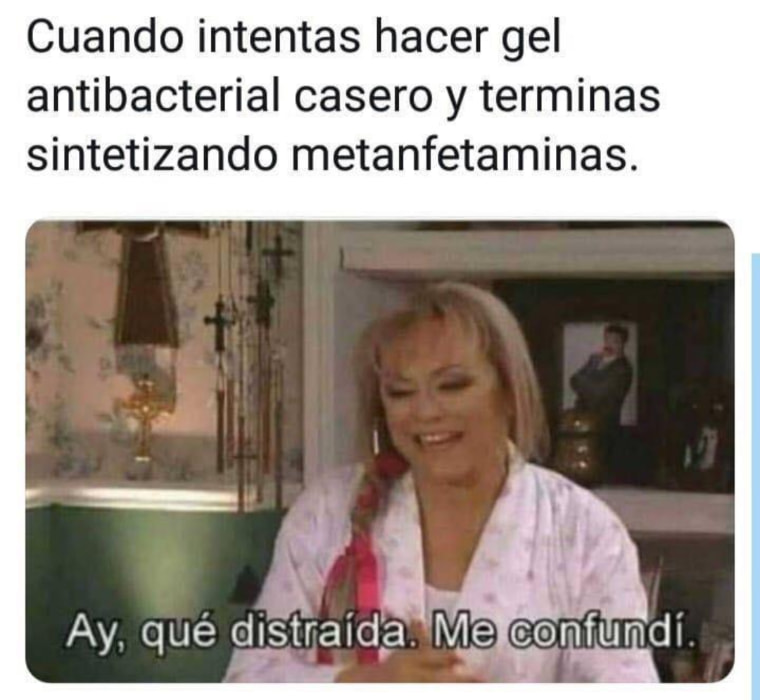 Cuando intentas hacer gel
antibacterial casero y terminas
sintetizando metanfetaminas.
Ay, qué distraída. Me confundí.